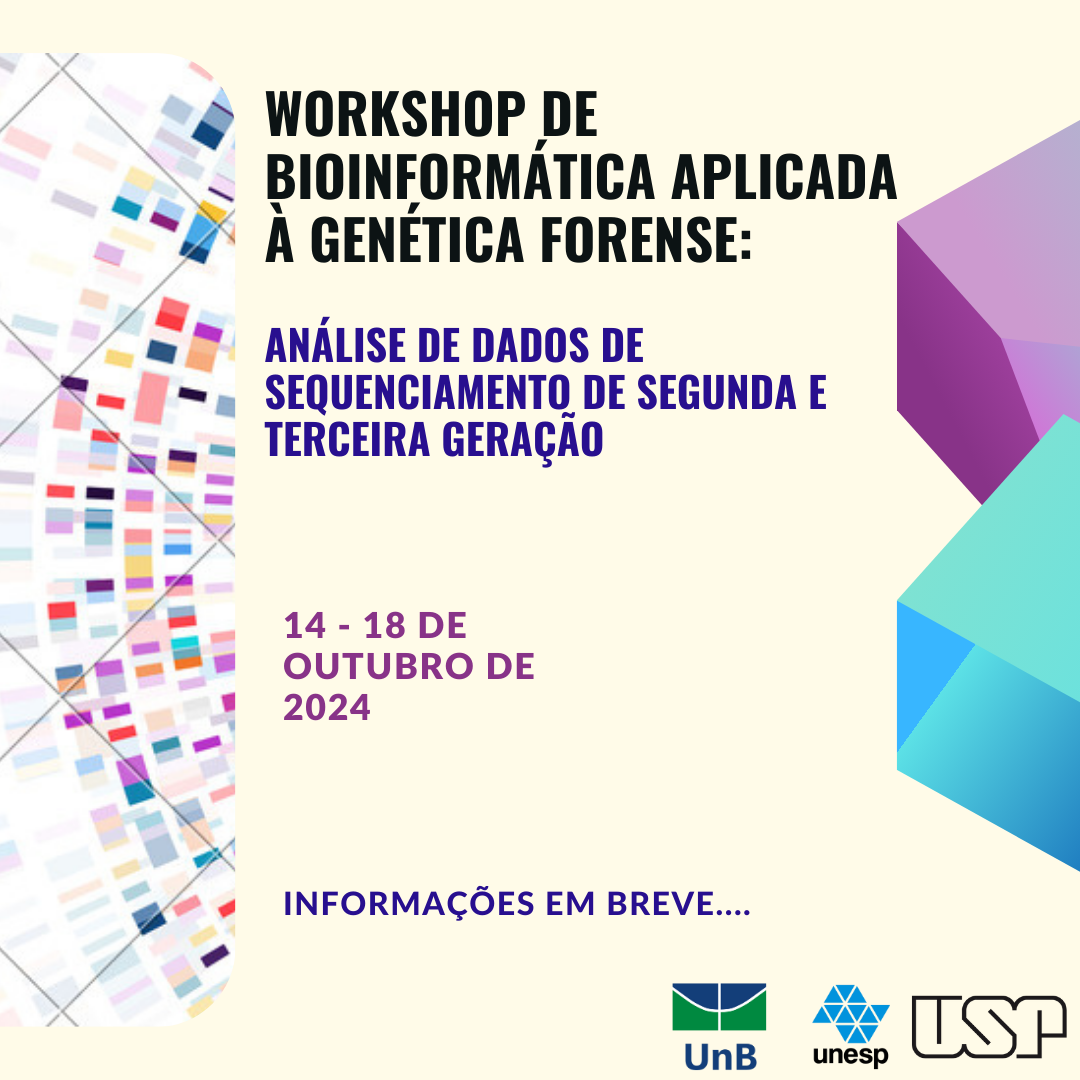 WORKSHOP DE
BIOINFORMÁTICA APLICADA
À GENÉTICA FORENSE:
ANÁLISE DE DADOS DE
SEQUENCIAMENTO DE SEGUNDA E
TERCEIRA GERAÇÃO
14 - 18 DE
OUTUBRO DE
2024
INFORMAÇÕES EM BREVE....
UnB
unesp
USP